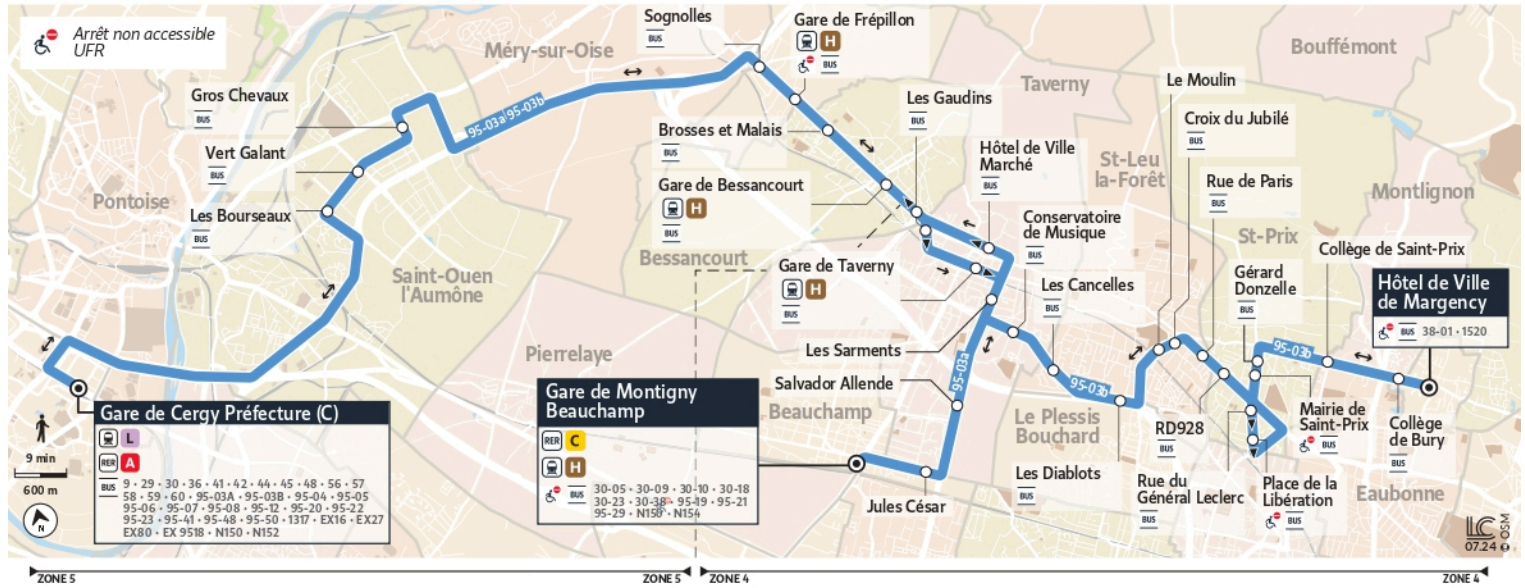 Arrêt non accessible
UFR
Sognolles
BUS
Gare de Frépillon
H
BUS
Méry-sur-Oise
Bouffémont
Taverny
Le Moulin
BUS
Gros Chevaux
BUS
95-03a
95-03b
Les Gaudins
BUS
Croix du Jubilé
BUS
Brosses et Malais
BUS
Vert Galant
BUS
Hôtel de Ville
Marché
BUS
St-Leu
la-Forêt
Rue de Paris
BUS
Gare de Bessancourt
H
BUS
Pontoise
Montlignon
Les Bourseaux
BUS
Conservatoire
de Musique
BUS
St-Prix
Collège de Saint-Prix
BUS
Bessancourt
Saint-Ouen
l'Aumône
Gare de Taverny
H
BUS
Les Cancelles
BUS
Gérard
Donzelle
BUS
Hôtel de Ville
de Margency
BUS 38-01 · 1520
Pierrelaye
Les Sarments
95-03a
95-03b
95-03b
Salvador Allende
Beauchamp
Gare de Montigny
Beauchamp
RER C
H
BUS 30-05 · 30-09 · 30-10 · 30-18
30-23 · 30-38 · 95-19 · 95-21
95-29 · N150 · N154
Gare de Cergy Préfecture (C)
L
RER A
BUS 9 · 29 · 30 · 36 · 41 · 42 · 44 · 45 · 48 · 56 · 57
58 · 59 · 60 · 95-03A · 95-03B · 95-04 · 95-05
95-06 · 95-07 · 95-08 · 95-12 · 95-20 · 95-22
95-23 · 95-41 · 95-48 · 95-50 · 1317 · EX16 · EX27
EX80 · EX 9518 · N150 · N152
Le Plessis
Bouchard
Mairie de
Saint-Prix
BUS
Collège
de Bury
BUS
RD928
BUS
Les Diablots
BUS
Rue du
Général Leclerc
BUS
Place de la
Libération
BUS
Eaubonne
Jules César
9 min
600 m
N
LC
07.24
© OSM
ZONE 5
ZONE 5
ZONE 4
ZONE 4